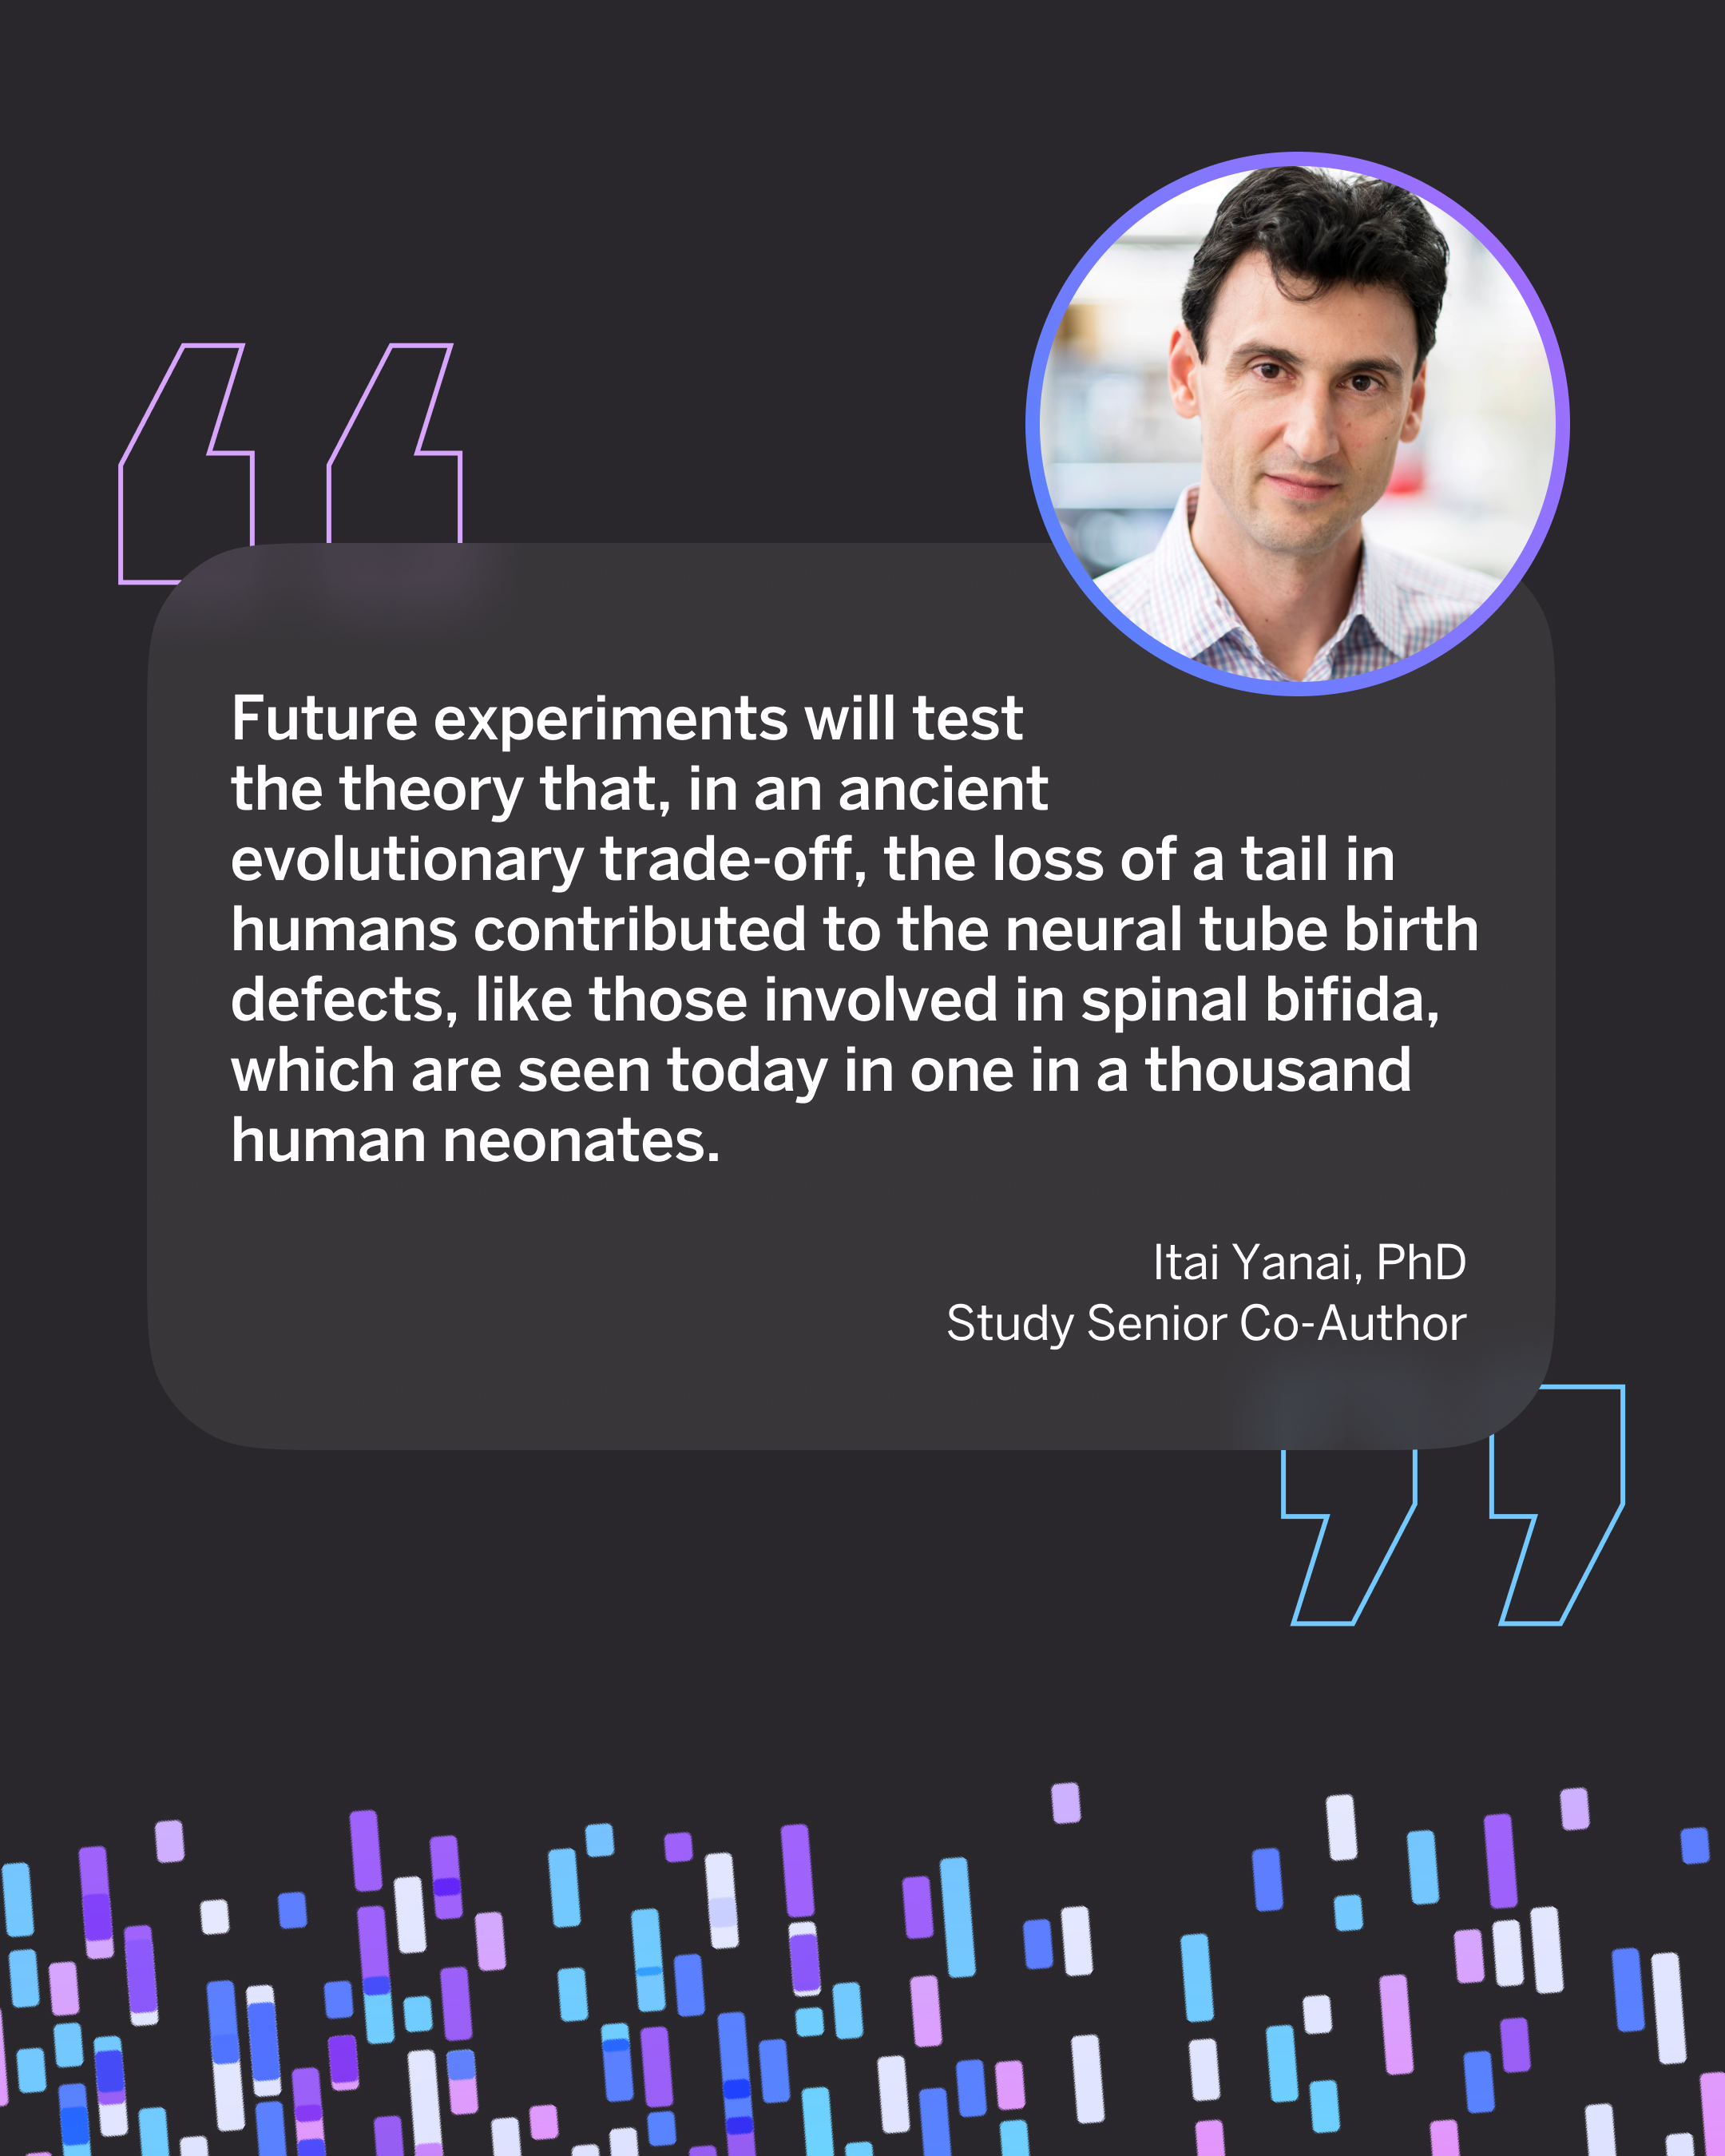 Future experiments will test
the theory that, in an ancient
evolutionary trade-off, the loss of a tail in
humans contributed to the neural tube birth
defects, like those involved in spinal bifida,
which are seen today in one in a thousand
human neonates.
Itai Yanai, PhD
Study Senior Co-Author